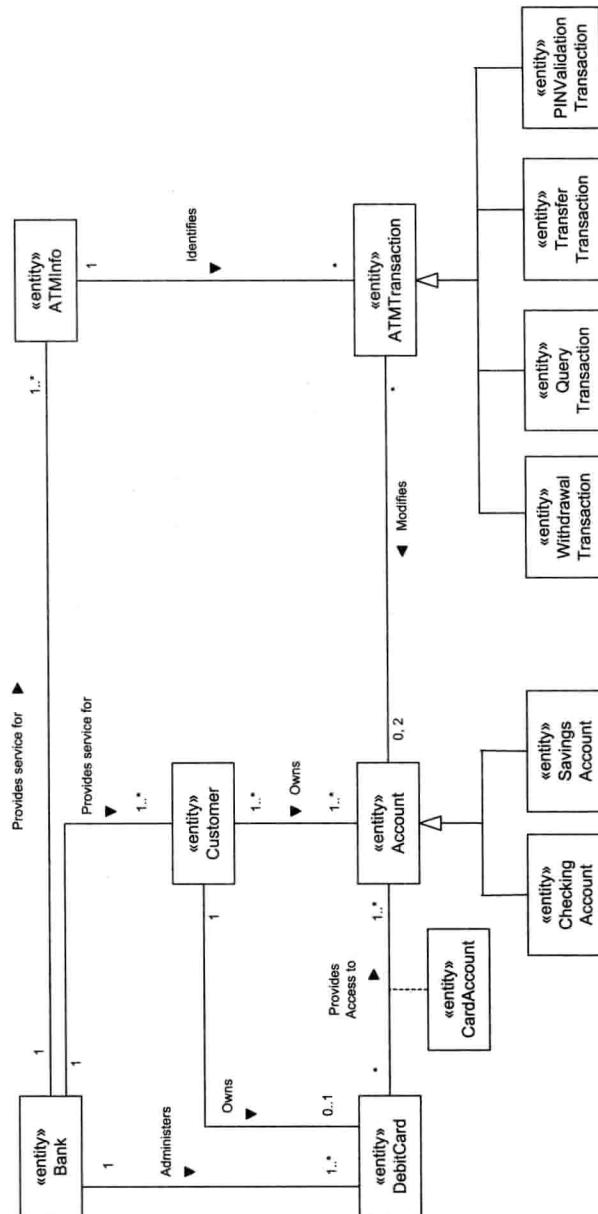 Provides service for
«entity»
Bank
1
1..*
«entity»
ATMInfo
1
Provides service for
1
1..*
1
Administers
Identifies
«entity»
Customer
1
1..*
Owns
Owns
1..*
1..*
0..1
*
«entity»
DebitCard
*
Provides
Access to
1..*
«entity»
Account
0, 2
Modifies
*
«entity»
ATMTransaction
«entity»
CardAccount
«entity»
Checking
Account
«entity»
Savings
Account
«entity»
Withdrawal
Transaction
«entity»
Query
Transaction
«entity»
Transfer
Transaction
«entity»
PINValidation
Transaction